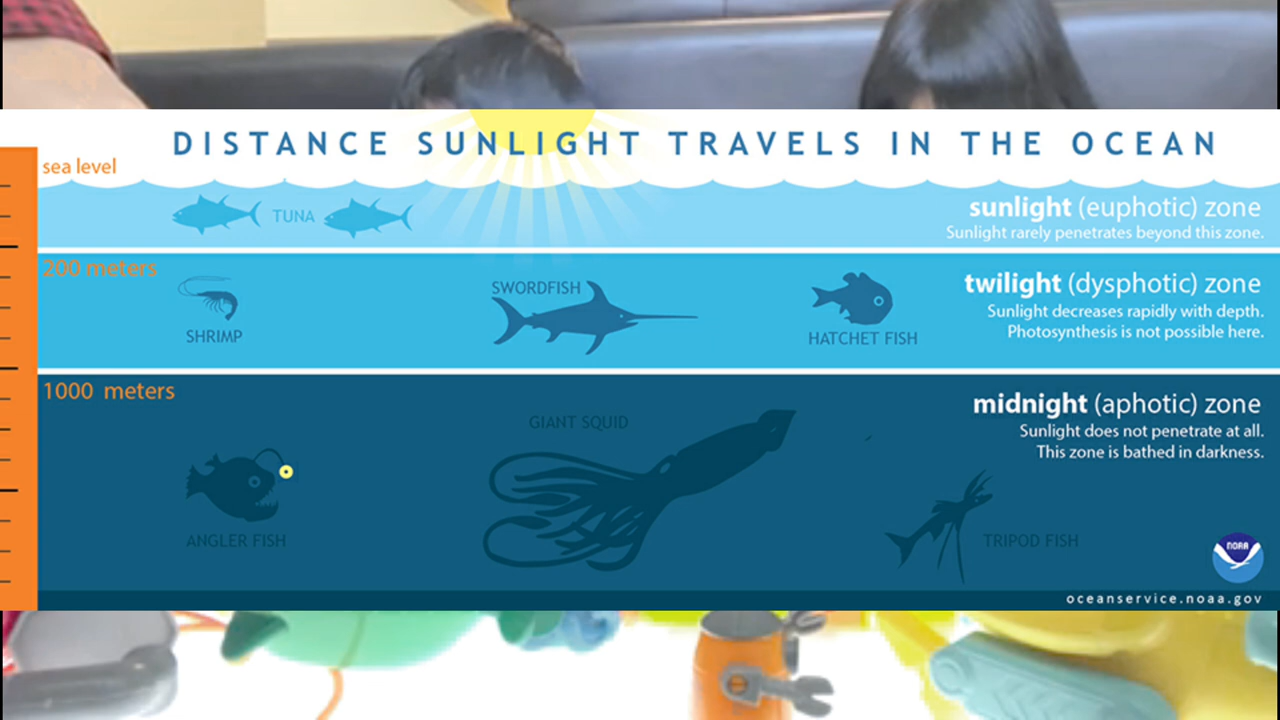 DISTANCE SUNLIGHT TRAVELS IN THE OCEAN
sea level
TUNA
sunlight (euphotic) zone
Sunlight rarely penetrates beyond this zone.
200 meters
SHRIMP
SWORDFISH
HATCHET FISH
twilight (dysphotic) zone
Sunlight decreases rapidly with depth.
Photosynthesis is not possible here.
1000 meters
GIANT SQUID
ANGLER FISH
TRIPOD FISH
midnight (aphotic) zone
Sunlight does not penetrate at all.
This zone is bathed in darkness.
NOAA
oceanservice.noaa.gov